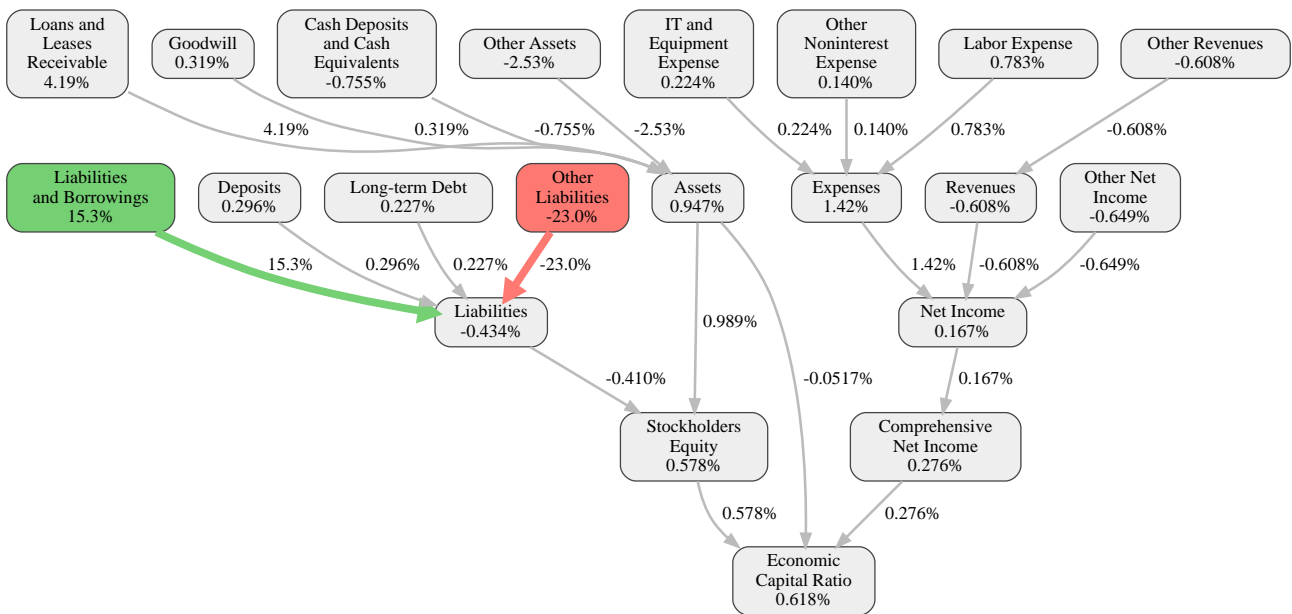 Loans and
Leases
Receivable
4.19%
Goodwill
0.319%
Cash Deposits
and Cash
Equivalents
-0.755%
Other Assets
-2.53%
IT and
Equipment
Expense
0.224%
Other
Noninterest
Expense
0.140%
Labor Expense
0.783%
Other Revenues
-0.608%
4.19%
0.319%
-0.755%
-2.53%
0.224%
0.140%
0.783%
-0.608%
Liabilities
and Borrowings
15.3%
Deposits
0.296%
Long-term Debt
0.227%
Other
Liabilities
-23.0%
Assets
0.947%
Expenses
1.42%
Revenues
-0.608%
Other Net
Income
-0.649%
15.3%
0.296%
0.227%
-23.0%
1.42%
-0.608%
-0.649%
Liabilities
-0.434%
0.989%
Net Income
0.167%
-0.410%
-0.0517%
0.167%
Stockholders
Equity
0.578%
Comprehensive
Net Income
0.276%
0.578%
0.276%
Economic
Capital Ratio
0.618%